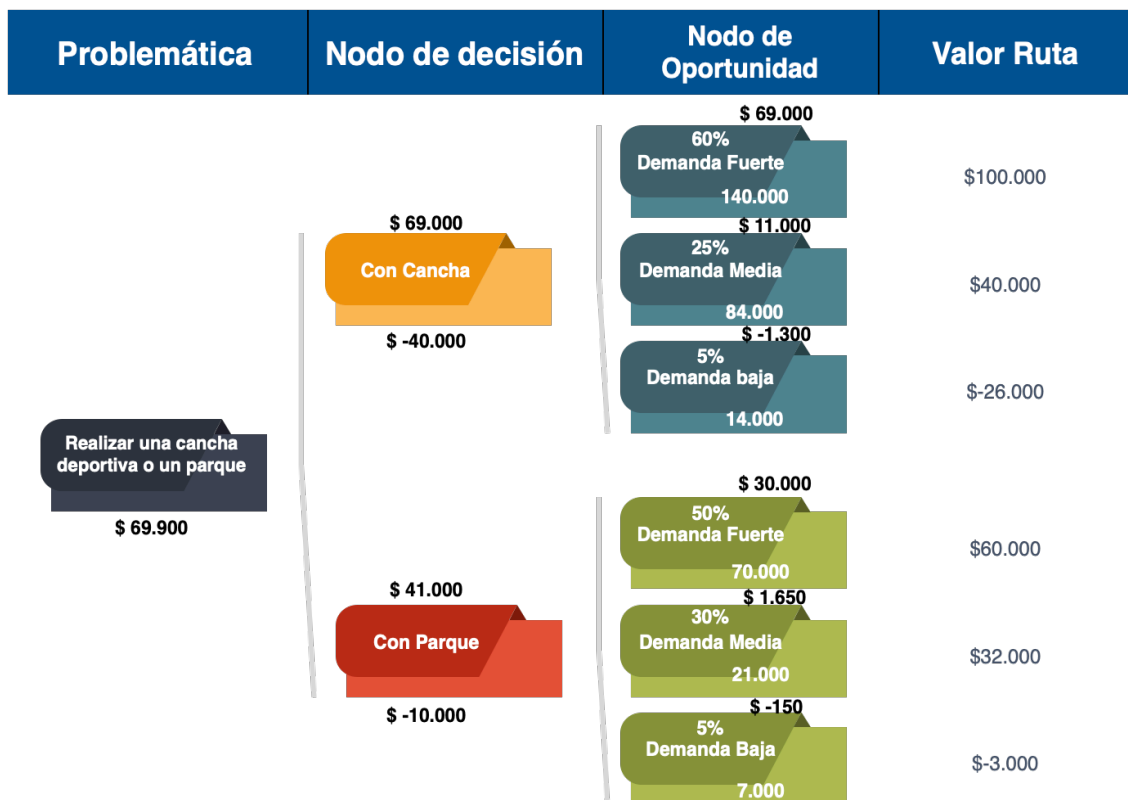 Problemática
Nodo de decisión
Nodo de
Oportunidad
Valor Ruta
$ 69.000
60%
Demanda Fuerte
140.000
$100.000
$ 69.000
Con Cancha
$ -40.000
$ 11.000
25%
Demanda Media
84.000
$40.000
$ -1.300
5%
Demanda baja
14.000
$-26.000
Realizar una cancha
deportiva o un parque
$ 69.900
$ 30.000
50%
Demanda Fuerte
70.000
$60.000
$ 41.000
Con Parque
$ -10.000
$ 1.650
30%
Demanda Media
21.000
$32.000
$ -150
5%
Demanda Baja
7.000
$-3.000